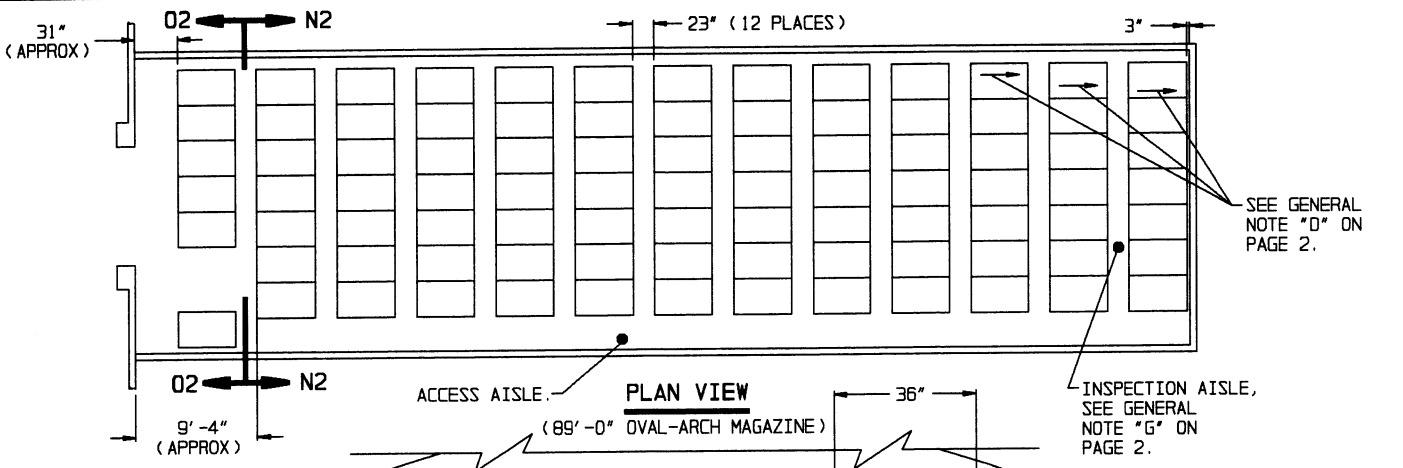 31"
(APPROX)
O2 N2
23" (12 PLACES)
3"
SEE GENERAL
NOTE "D" ON
PAGE 2.
O2 N2
9'-4"
(APPROX)
ACCESS AISLE.
PLAN VIEW
(89'-0" OVAL-ARCH MAGAZINE)
36"
INSPECTION AISLE,
SEE GENERAL
NOTE "G" ON
PAGE 2.